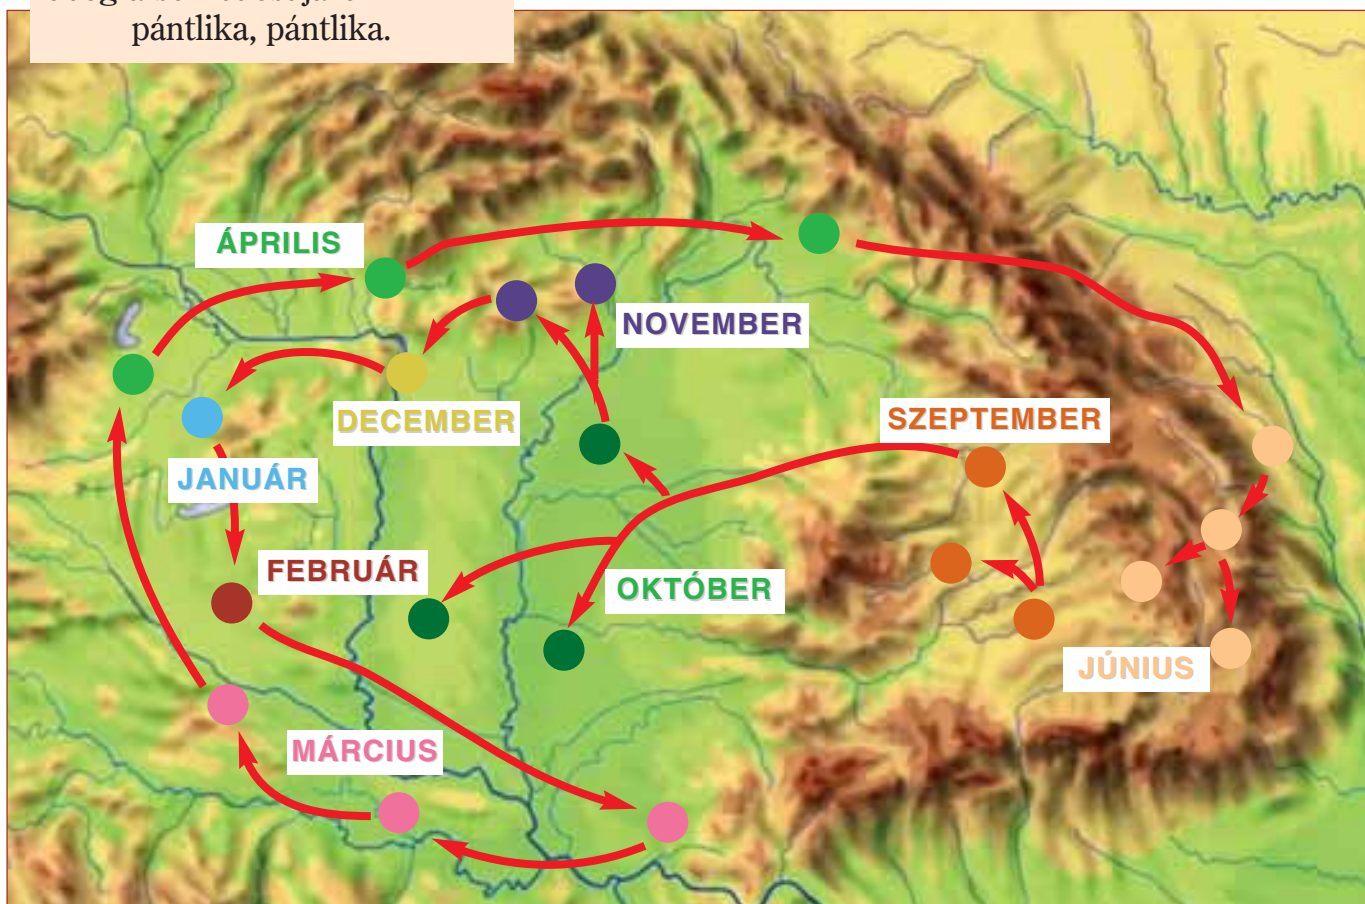 pántlika, pántlika.
ÁPRILIS
NOVEMBER
DECEMBER
SZEPTEMBER
JANUÁR
FEBRUÁR
OKTÓBER
JÚNIUS
MÁRCIUS